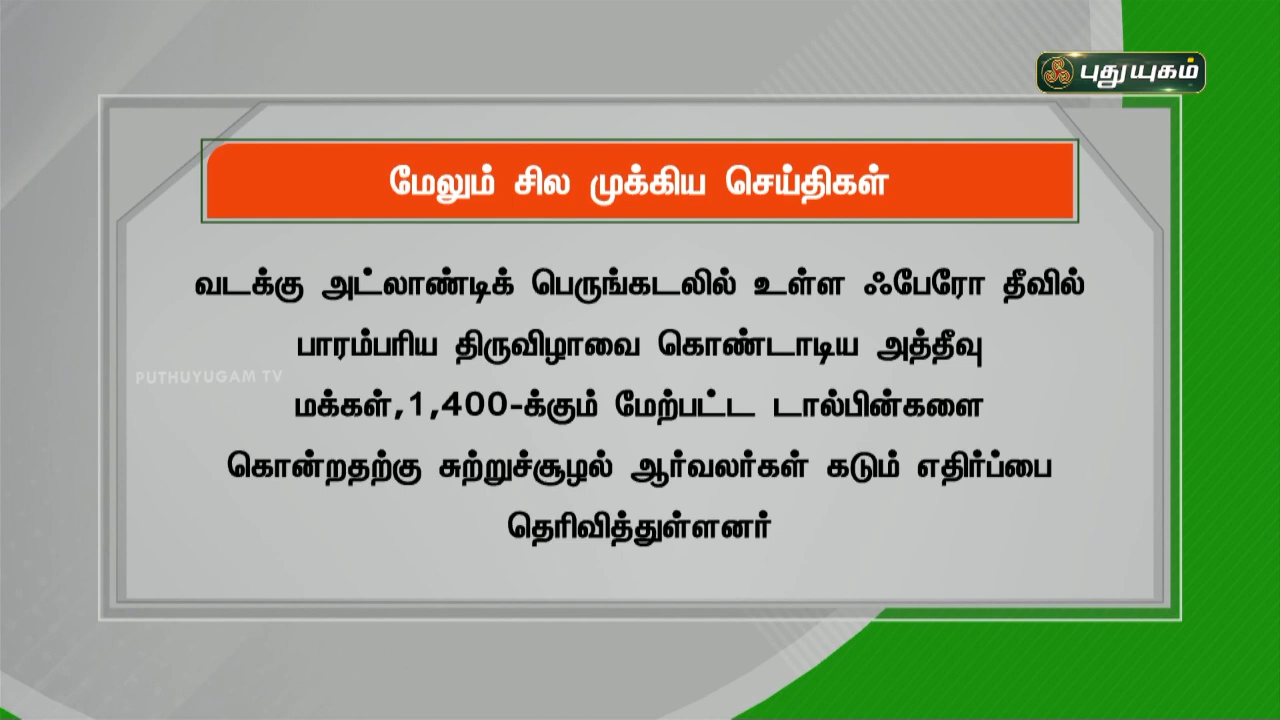 புதுயுகம்
மேலும் சில முக்கிய செய்திகள்
வடக்கு அட்லாண்டிக் பெருங்கடலில் உள்ள ஃபேரோ தீவில்
பாரம்பரிய திருவிழாவை கொண்டாடிய அத்தீவு
PUTHUYUGAM TV
மக்கள்,1,400-க்கும் மேற்பட்ட டால்பின்களை
கொன்றதற்கு சுற்றுச்சூழல் ஆர்வலர்கள் கடும் எதிர்ப்பை
தெரிவித்துள்ளனர்